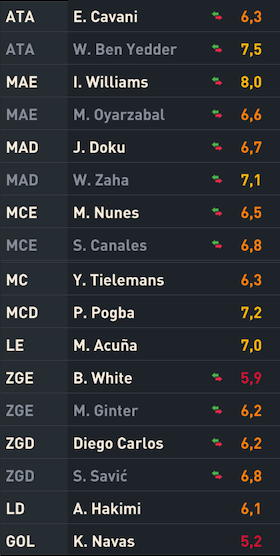 ATA E. Cavani 6,3
ATA W. Ben Yedder 7,5
MAE I. Williams 8,0
MAE M. Oyarzabal 6,6
MAD J. Doku 6,7
MAD W. Zaha 7,1
MCE M. Nunes 6,5
MCE S. Canales 6,8
MC Y. Tielemans 6,3
MCD P. Pogba 7,2
LE M. Acuña 7,0
ZGE B. White 5,9
ZGE M. Ginter 6,2
ZGD Diego Carlos 6,2
ZGD S. Savić 6,8
LD A. Hakimi 6,1
GOL K. Navas 5,2